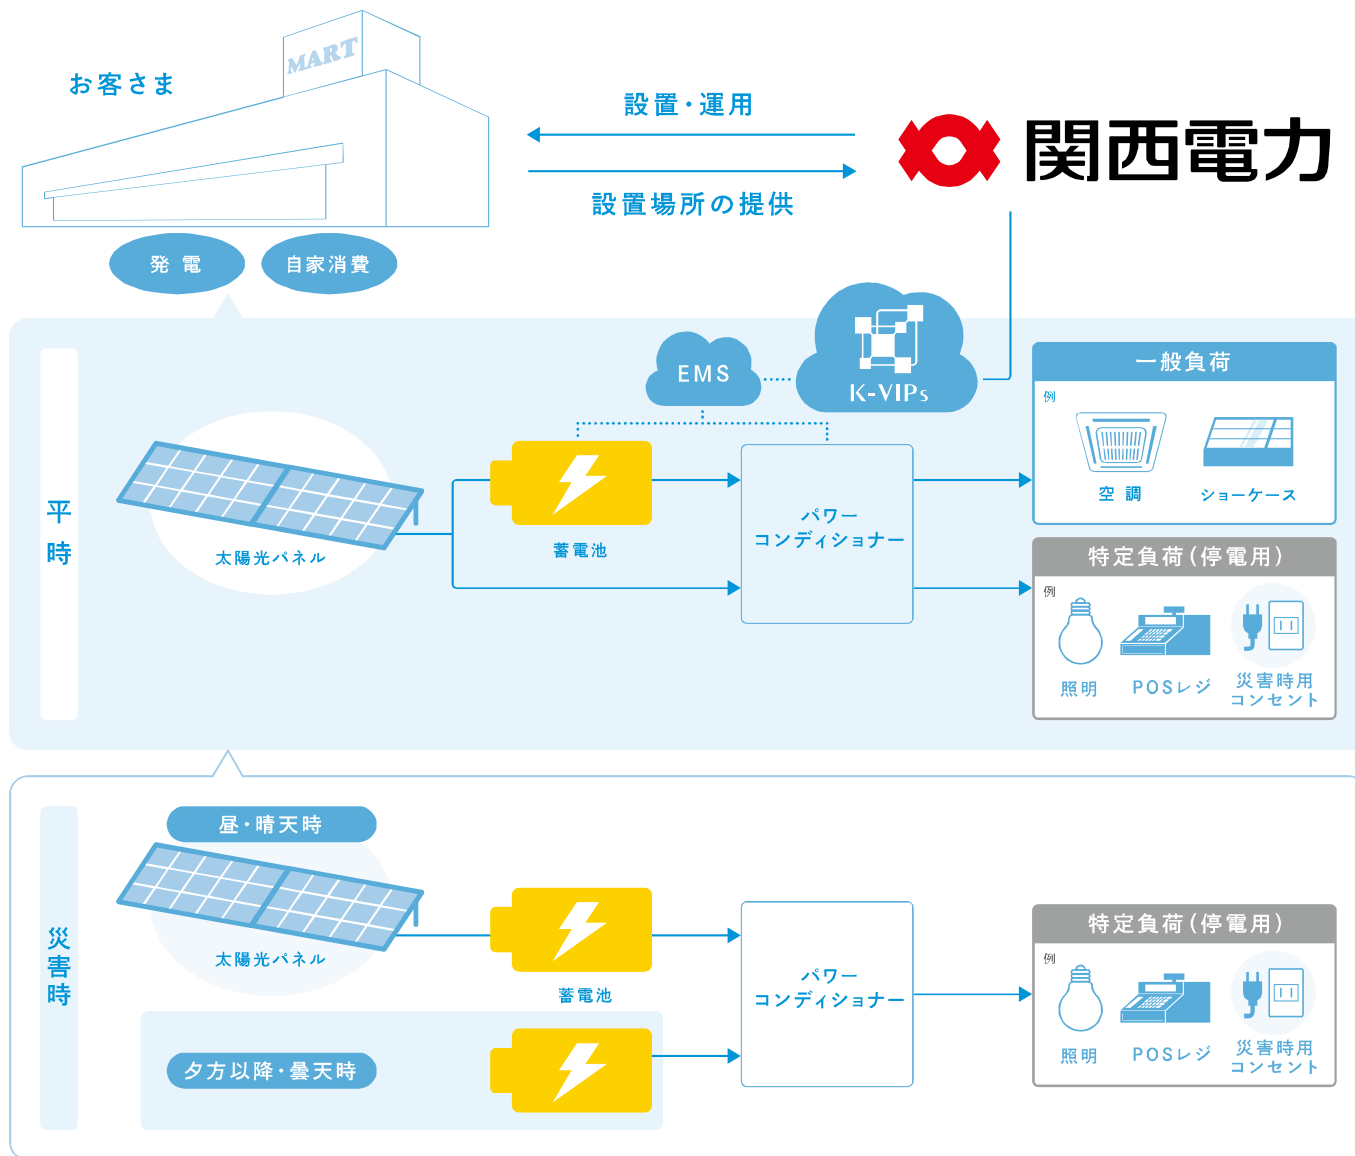 MART
お客さま
設置・運用
関西電力
設置場所の提供
発電
自家消費
平時
EMS
K-VIPs
太陽光パネル
蓄電池
パワー
コンディショナー
一般負荷
例
空調
ショーケース
特定負荷(停電用)
例
照明
POSレジ
災害時用
コンセント
災害時
昼・晴天時
太陽光パネル
蓄電池
夕方以降・曇天時
パワー
コンディショナー
特定負荷(停電用)
例
照明
POSレジ
災害時用
コンセント